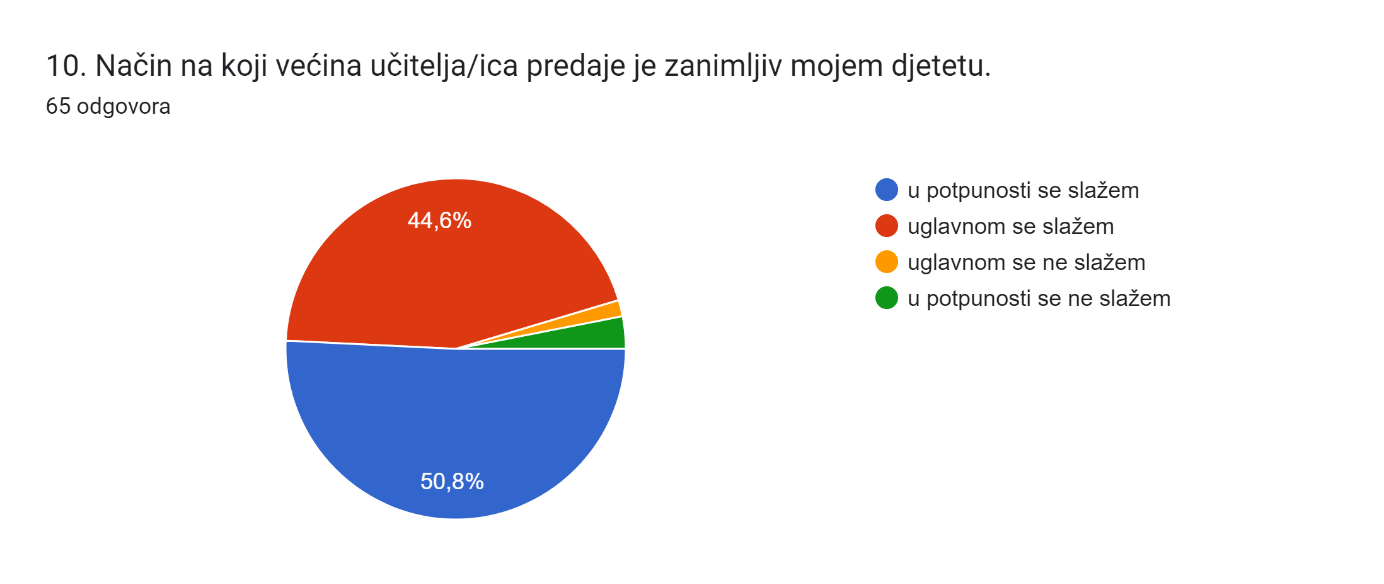 10. Način na koji većina učitelja/ica predaje je zanimljiv mojem djetetu.
65 odgovora
44,6%
50,8%
u potpunosti se slažem
uglavnom se slažem
uglavnom se ne slažem
u potpunosti se ne slažem